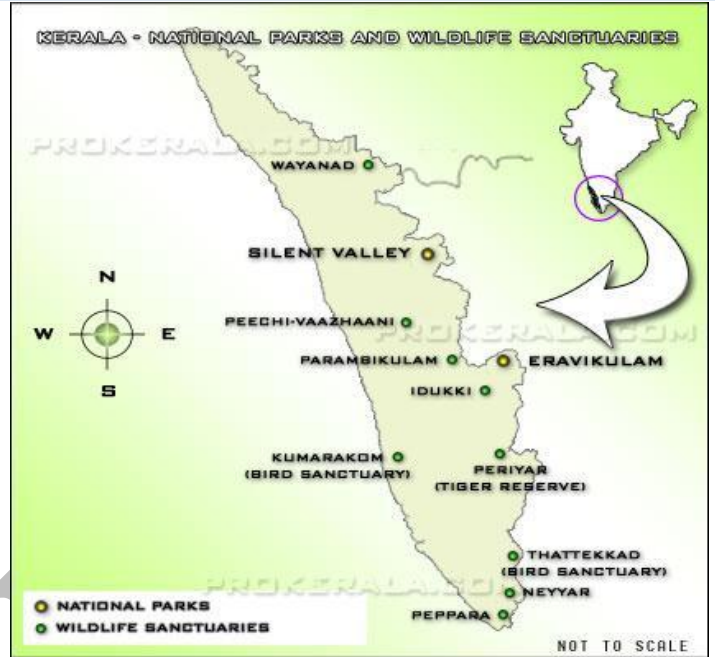 KERALA - NATIONAL PARKS AND WILDLIFE SANCTUARIES
PROKERALA.COM
WAYANAD
SILENT VALLEY
N
W E
S
PEECHI-VAAZHAANI
PROKERALA.COM
PARAMBIKULAM
ERAVIKULAM
IDUKKI
KUMARAKOM
(BIRD SANCTUARY)
PERIYAR
(TIGER RESERVE)
THATTEKKAD
(BIRD SANCTUARY)
PROKERALA.COM
NEYYAR
PEPPARA
NATIONAL PARKS
WILDLIFE SANCTUARIES
NOT TO SCALE